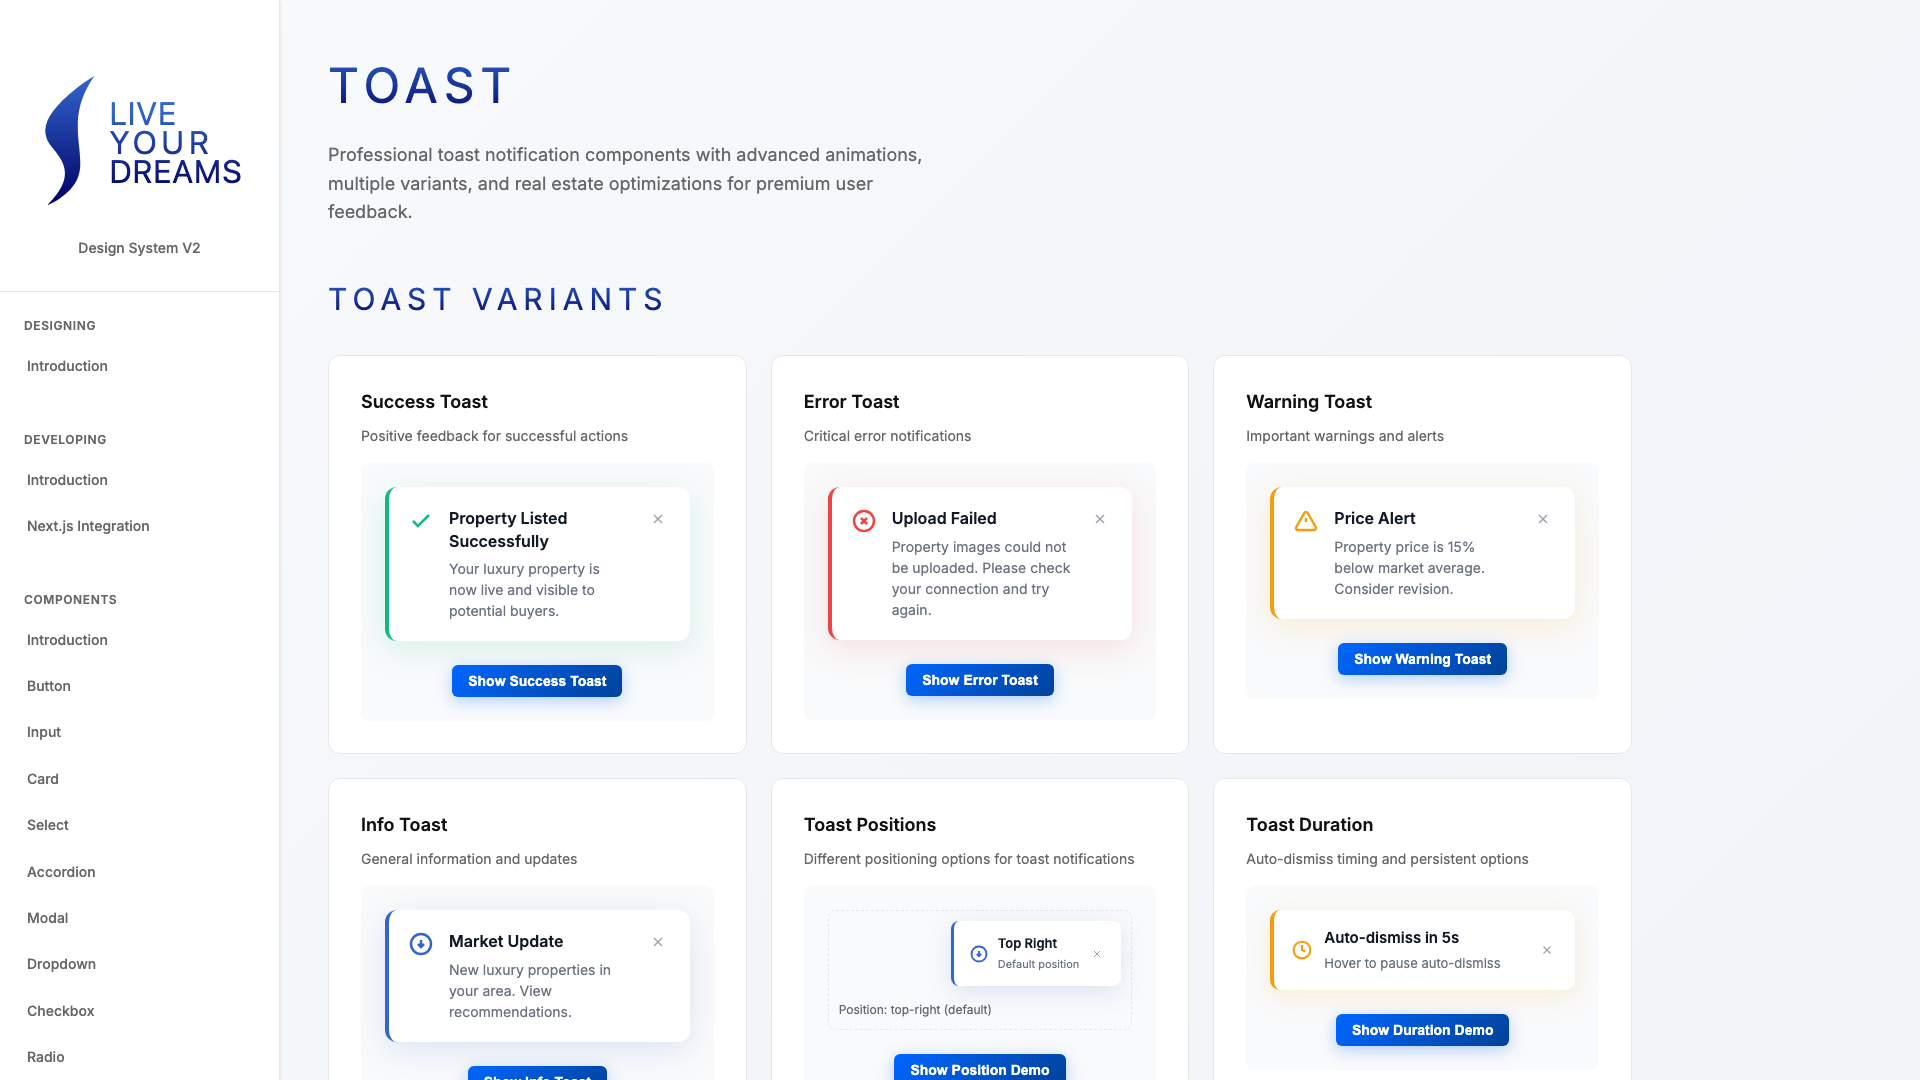 LIVE
YOUR
DREAMS
Design System V2
DESIGNING
Introduction
DEVELOPING
Introduction
Next.js Integration
COMPONENTS
Introduction
Button
Input
Card
Select
Accordion
Modal
Dropdown
Checkbox
Radio
TOAST
Professional toast notification components with advanced animations,
multiple variants, and real estate optimizations for premium user
feedback.
TOAST VARIANTS
Success Toast
Positive feedback for successful actions
Property Listed
Successfully
Your luxury property is
now live and visible to
potential buyers.
Show Success Toast
Error Toast
Critical error notifications
Upload Failed
Property images could not
be uploaded. Please check
your connection and try
again.
Show Error Toast
Warning Toast
Important warnings and alerts
Price Alert
Property price is 15%
below market average.
Consider revision.
Show Warning Toast
Info Toast
General information and updates
Market Update
New luxury properties in
your area. View
recommendations.
Show Info Toast
Toast Positions
Different positioning options for toast notifications
Top Right
Default position
Position: top-right (default)
Show Position Demo
Toast Duration
Auto-dismiss timing and persistent options
Auto-dismiss in 5s
Hover to pause auto-dismiss
Show Duration Demo